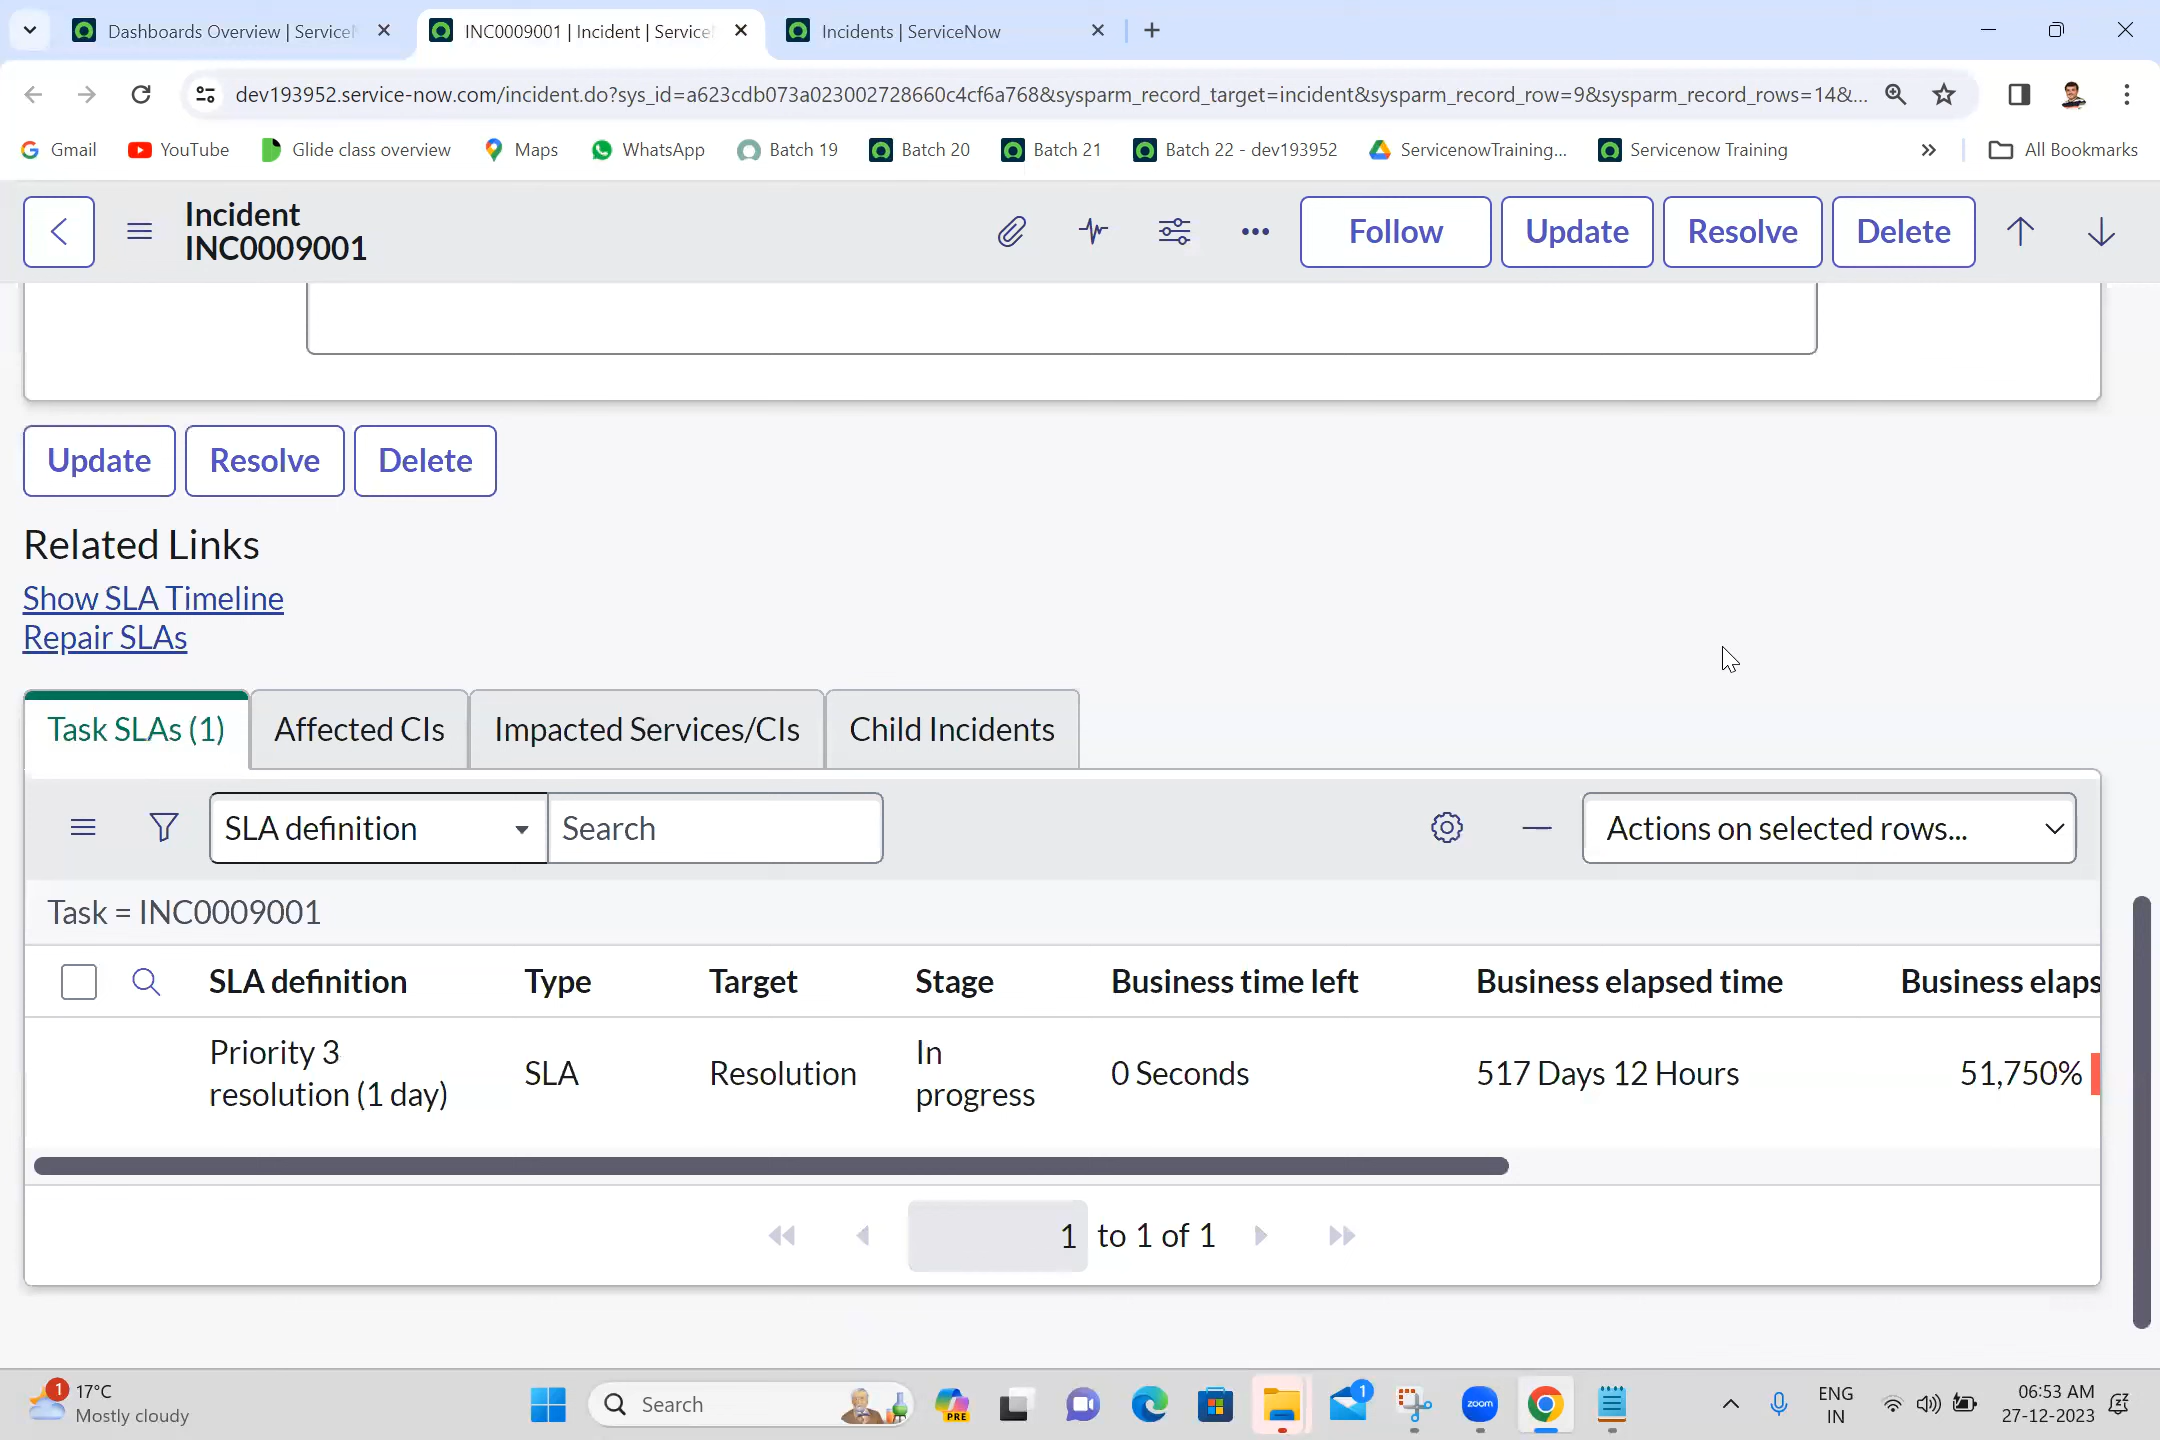 Dashboards Overview | Service
INC0009001 | Incident | Service
Incidents | ServiceNow
dev193952.service-now.com/incident.do?sys_id=a623cdb073a023002728660c4cf6a768&sysparm_record_target=incident&sysparm_record_row=9&sysparm_record_rows=14&...
Gmail YouTube Glide class overview Maps WhatsApp Batch 19 Batch 20 Batch 21 Batch 22 - dev193952 ServicenowTraining... Servicenow Training All Bookmarks
Incident
INC0009001
Follow Update Resolve Delete
Update Resolve Delete
Related Links
Show SLA Timeline
Repair SLAs
Task SLAs (1) Affected CIs Impacted Services/CIs Child Incidents
SLA definition Search Actions on selected rows...
Task = INC0009001
SLA definition Type Target Stage Business time left Business elapsed time Business elaps
Priority 3 resolution (1 day) SLA Resolution In progress 0 Seconds 517 Days 12 Hours 51,750%
1 to 1 of 1
1 17°C
Mostly cloudy
Search
PRE
1
zoom
ENG
IN
06:53 AM
27-12-2023